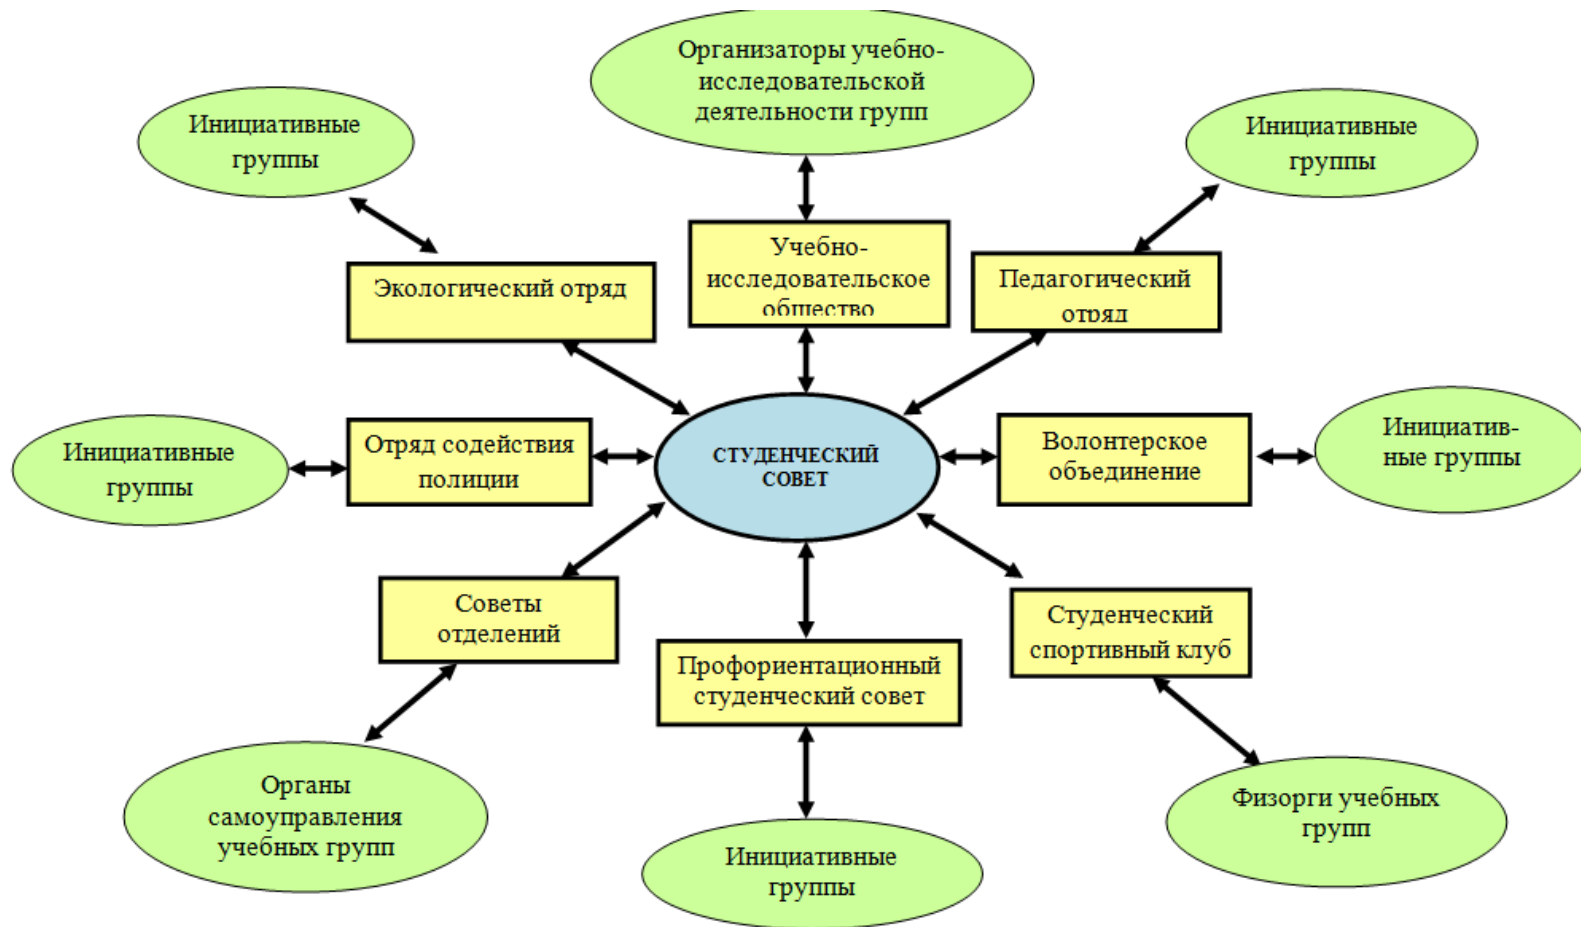 Организаторы учебно-
исследовательской
деятельности групп
Инициативные
группы
Инициативные
группы
Учебно-
исследовательское
общество
Педагогический
отряд
Экологический отряд
Инициативные
группы
Отряд содействия
полиции
СТУДЕНЧЕСКИЙ
СОВЕТ
Волонтерское
объединение
Инициатив-
ные группы
Советы
отделений
Профориентационный
студенческий совет
Студенческий
спортивный клуб
Органы
самоуправления
учебных групп
Инициативные
группы
Физорги учебных
групп